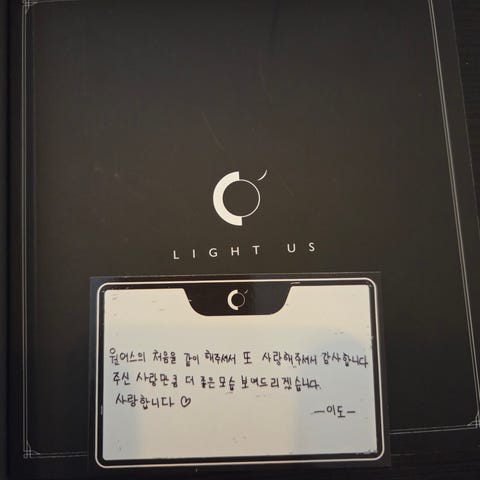 LIGHT US
원어스의 처음을 같이 해주셔서 또 사랑해주셔서 감사합니다
주신 사랑만큼 더 좋은모습 보여드리겠습니다.
사랑합니다 ♡
—이도—